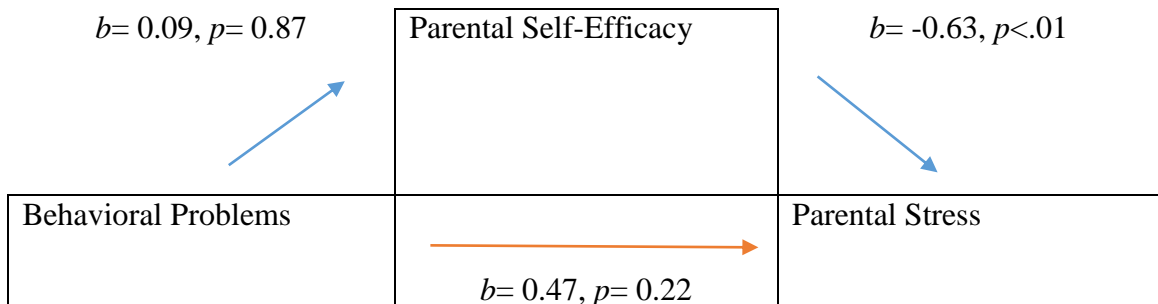 b= 0.09, p= 0.87
Parental Self-Efficacy
b= -0.63, p<.01
Behavioral Problems
Parental Stress
b= 0.47, p= 0.22